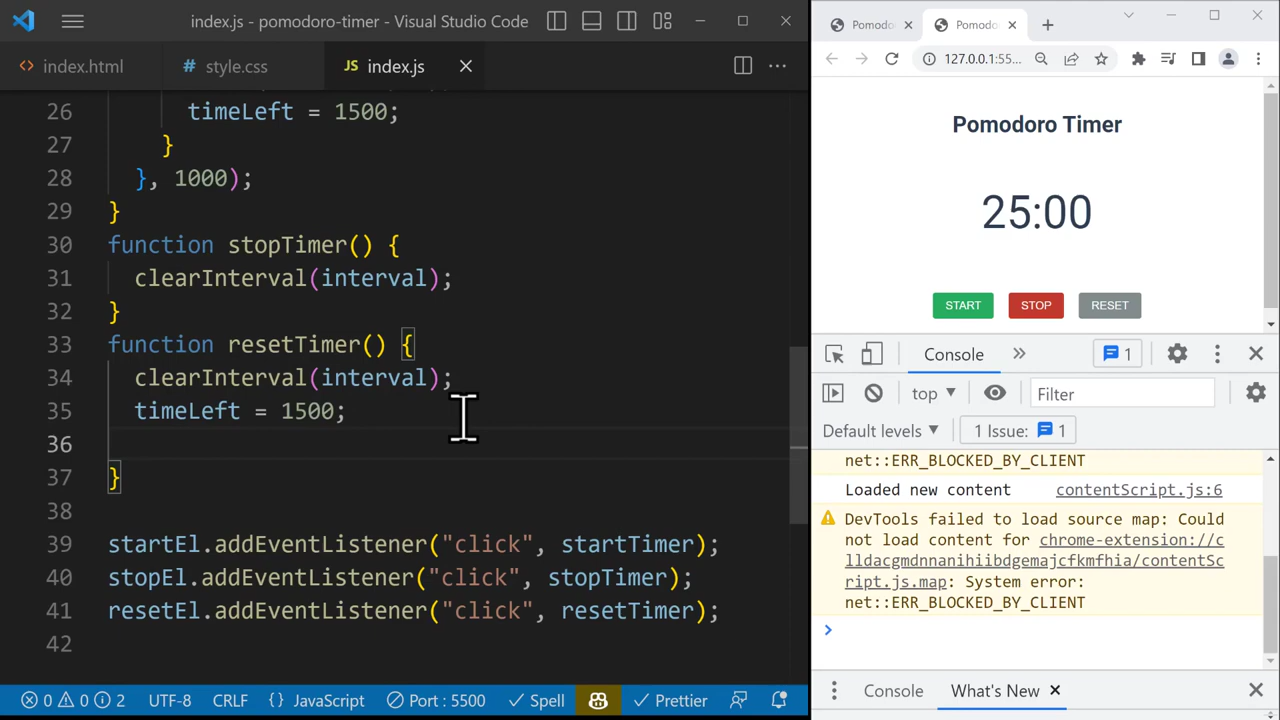 index.js - pomodoro-timer - Visual Studio Code
index.html
style.css
JS index.js
26 timeLeft = 1500;
27 }
28 }, 1000);
29 }
30 function stopTimer() {
31 clearInterval(interval);
32 }
33 function resetTimer() {
34 clearInterval(interval);
35 timeLeft = 1500;
36
37 }
38
39 startEl.addEventListener("click", startTimer);
40 stopEl.addEventListener("click", stopTimer);
41 resetEl.addEventListener("click", resetTimer);
42
0 0 2 UTF-8 CRLF {} JavaScript Port : 5500 Spell Prettier
Pomodo
Pomodo
127.0.0.1:55...
Pomodoro Timer
25:00
START STOP RESET
Console » 1
top Filter
Default levels 1 Issue: 1
net::ERR_BLOCKED_BY_CLIENT
Loaded new content contentScript.js:6
DevTools failed to load source map: Could
not load content for chrome-extension://c
lldacgmdnnanihiibdgemajcfkmfhia/contentSc
ript.js.map: System error:
net::ERR_BLOCKED_BY_CLIENT
Console What's New